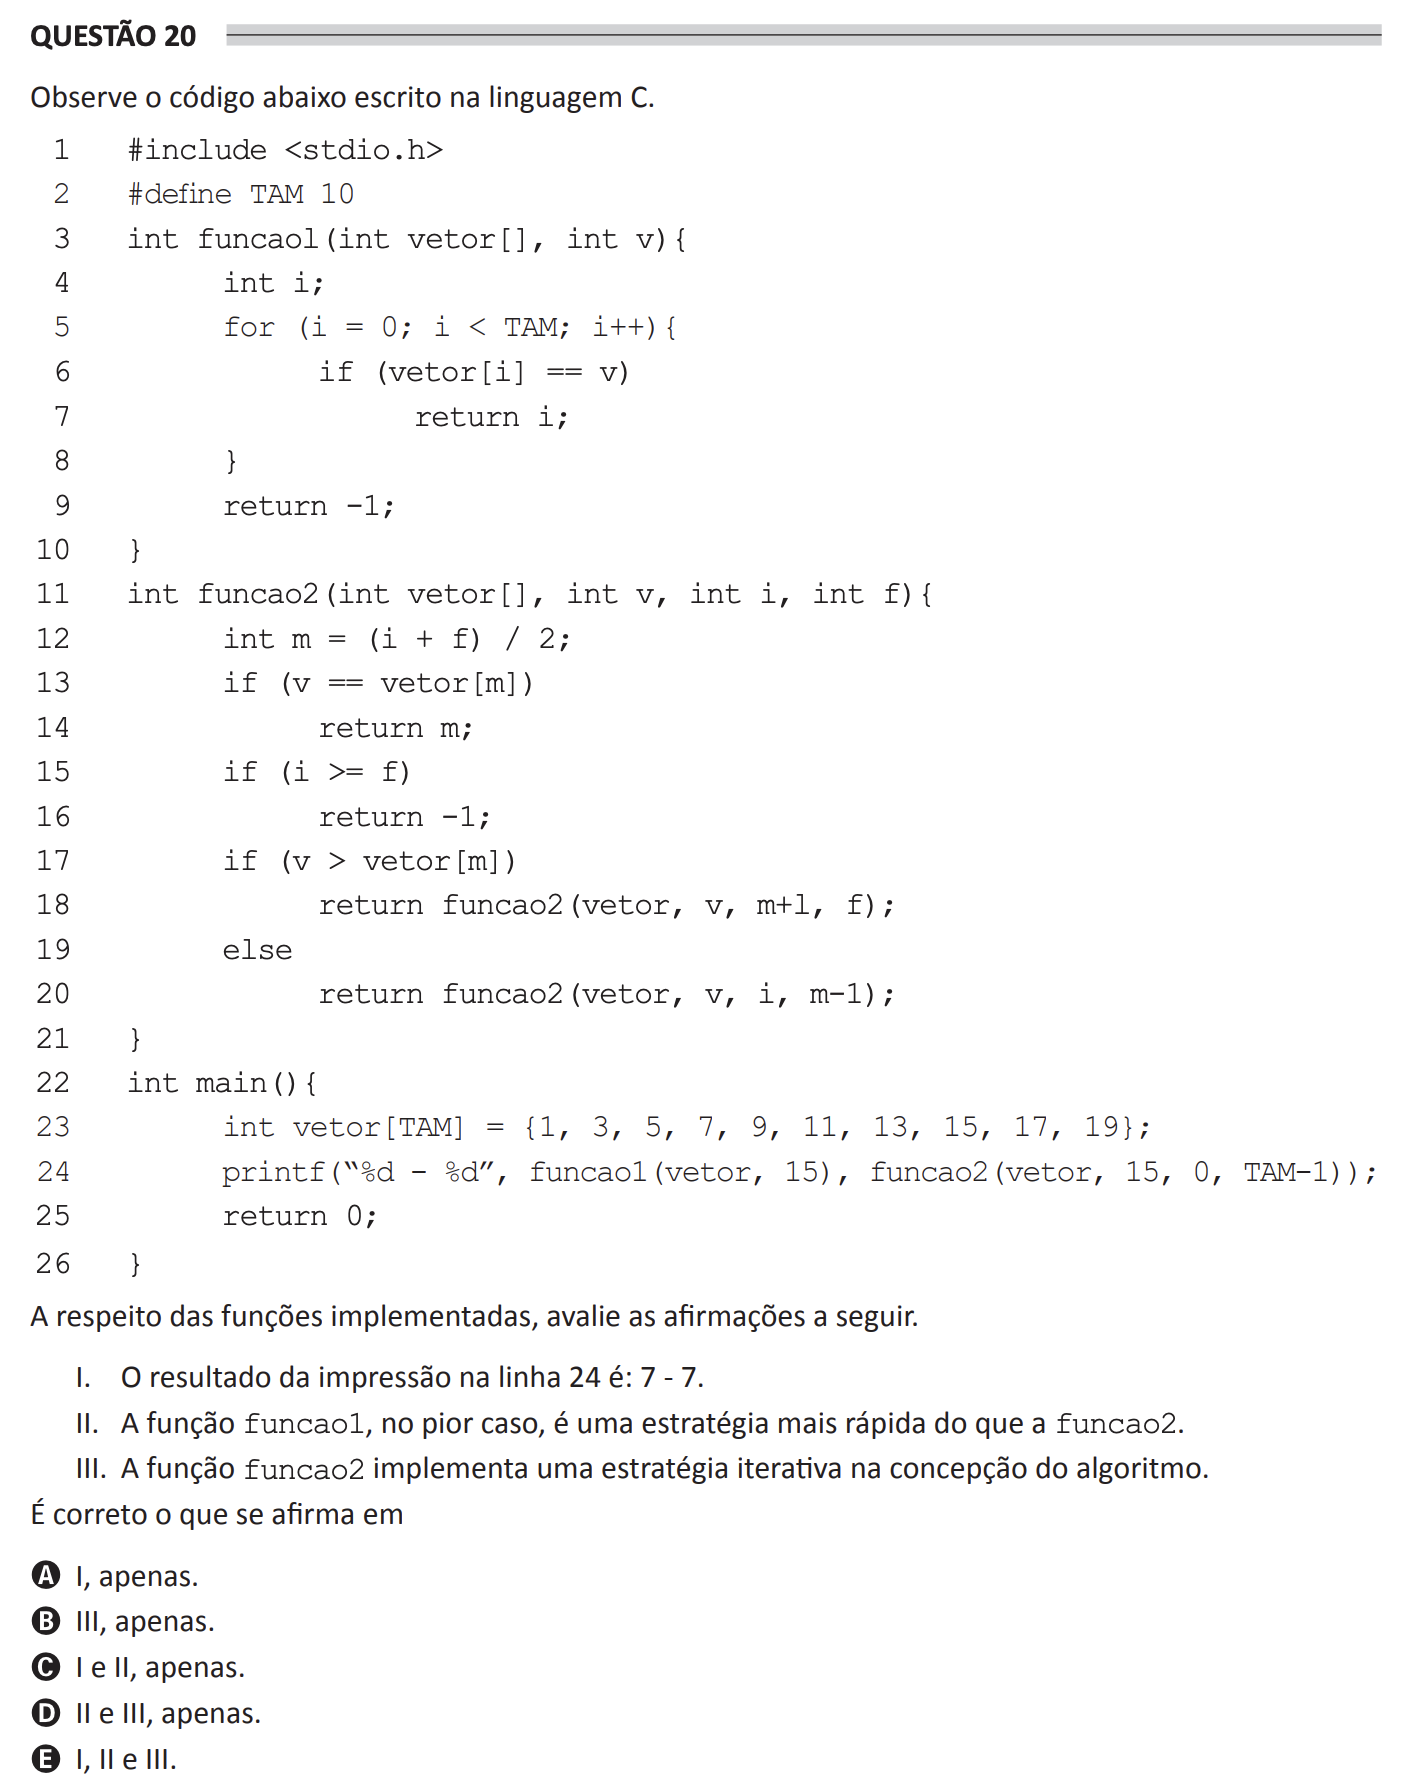 QUESTÃO 20
Observe o código abaixo escrito na linguagem C.
1 #include <stdio.h>
2 #define TAM 10
3 int funcaol(int vetor[], int v){
4 int i;
5 for (i = 0; i < TAM; i++){
6 if (vetor[i] == v)
7 return i;
8 }
9 return -1;
10 }
11 int funcao2(int vetor[], int v, int i, int f){
12 int m = (i + f) / 2;
13 if (v == vetor[m])
14 return m;
15 if (i >= f)
16 return -1;
17 if (v > vetor[m])
18 return funcao2(vetor, v, m+l, f);
19 else
20 return funcao2(vetor, v, i, m-1);
21 }
22 int main(){
23 int vetor[TAM] = {1, 3, 5, 7, 9, 11, 13, 15, 17, 19};
24 printf(“%d - %d”, funcao1(vetor, 15), funcao2(vetor, 15, 0, TAM-1));
25 return 0;
26 }
A respeito das funções implementadas, avalie as afirmações a seguir.
I. O resultado da impressão na linha 24 é: 7 - 7.
II. A função funcao1, no pior caso, é uma estratégia mais rápida do que a funcao2.
III. A função funcao2 implementa uma estratégia iterativa na concepção do algoritmo.
É correto o que se afirma em
A I, apenas.
B III, apenas.
C I e II, apenas.
D II e III, apenas.
E I, II e III.